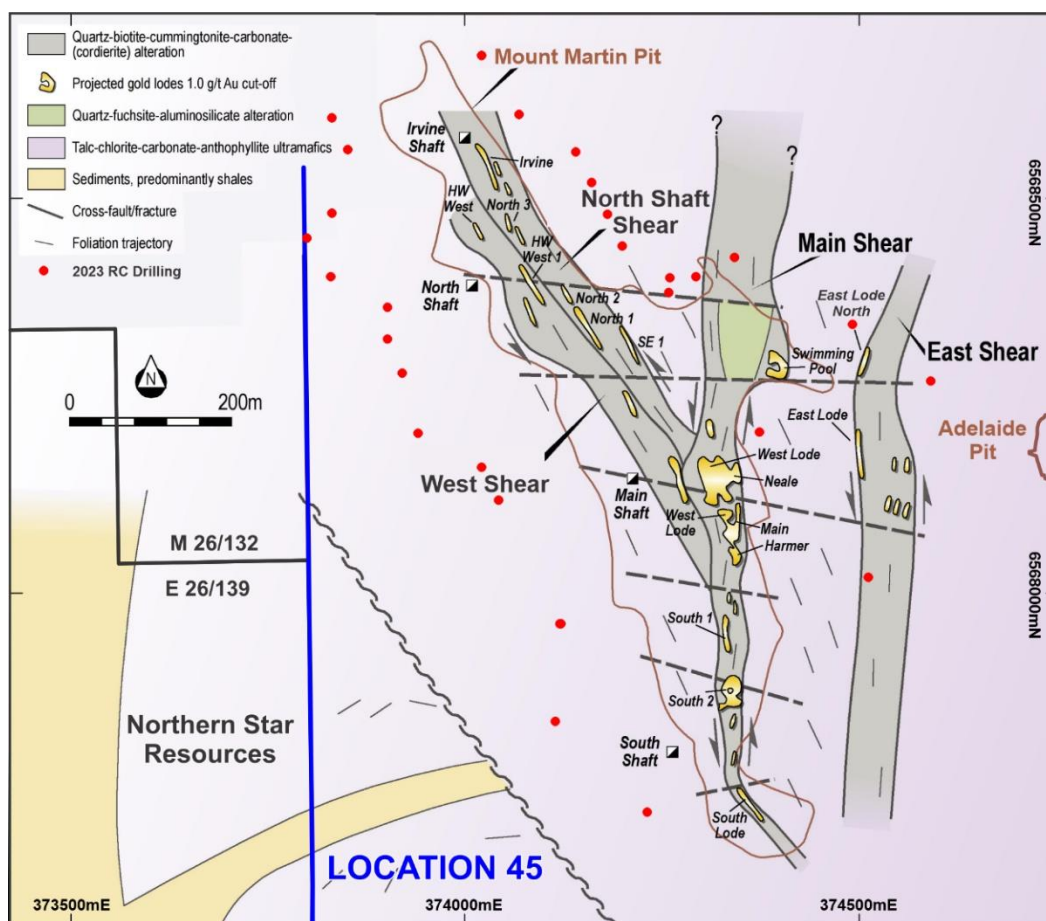 Quartz-biotite-cummingtonite-carbonate-
(cordierite) alteration
Projected gold lodes 1.0 g/t Au cut-off
Quartz-fuchsite-aluminosilicate alteration
Talc-chlorite-carbonate-anthophyllite ultramafics
Sediments, predominantly shales
Cross-fault/fracture
Foliation trajectory
2023 RC Drilling
N
0
200m
Mount Martin Pit
Irvine
Shaft
Irvine
HW
West
North 3
North Shaft
Shear
HW
West 1
North
Shaft
North 2
North 1
SE 1
?
?
Main Shear
East Lode
North
East Shear
Swimming
Pool
East Lode
Adelaide
Pit
West Shear
West Lode
Neale
Main
Shaft
West
Lode
Main
Harmer
South 1
South 2
South
Shaft
South
Lode
M 26/132
E 26/139
Northern Star
Resources
LOCATION 45
6568500mN
6568000mN
373500mE
374000mE
374500mE